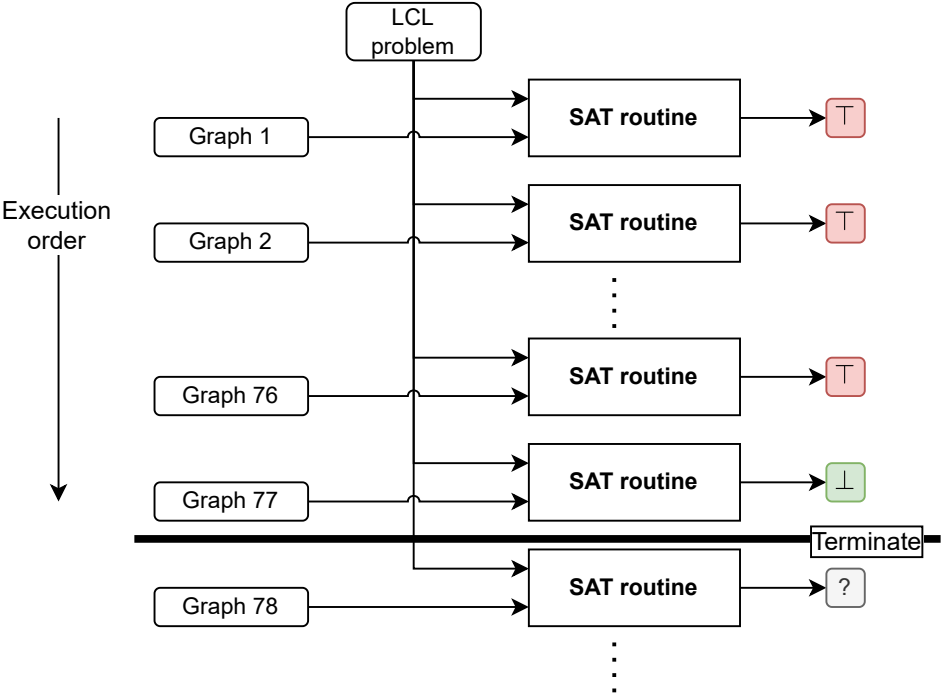 LCL
problem
SAT routine
⊤
Graph 1
Execution
order
SAT routine
⊤
Graph 2
SAT routine
⊤
Graph 76
SAT routine
⊥
Graph 77
Terminate
SAT routine
?
Graph 78